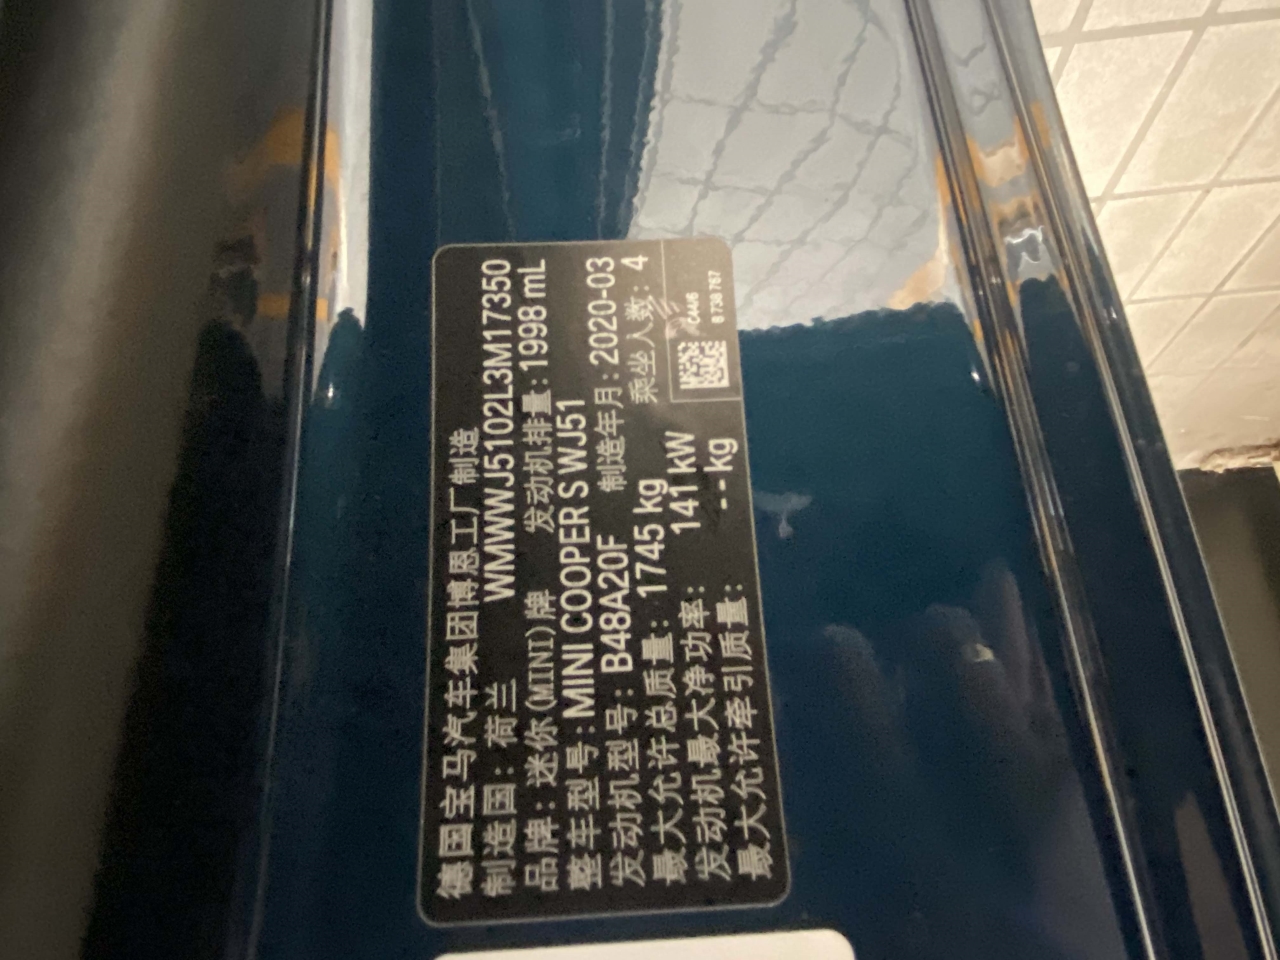 德国宝马汽车集团博恩工厂制造
制造国：荷兰 WMWWJ5102L3M17350
品牌：迷你(MINI)牌 发动机排量：1998 mL
整车型号：MINI COOPER S WJ51
发动机型号：B48A20F 制造年月：2020-03
最大允许总质量：1745 kg 乘坐人数：4
发动机最大净功率：141 kW
最大允许牵引质量：-- kg
8 738 767